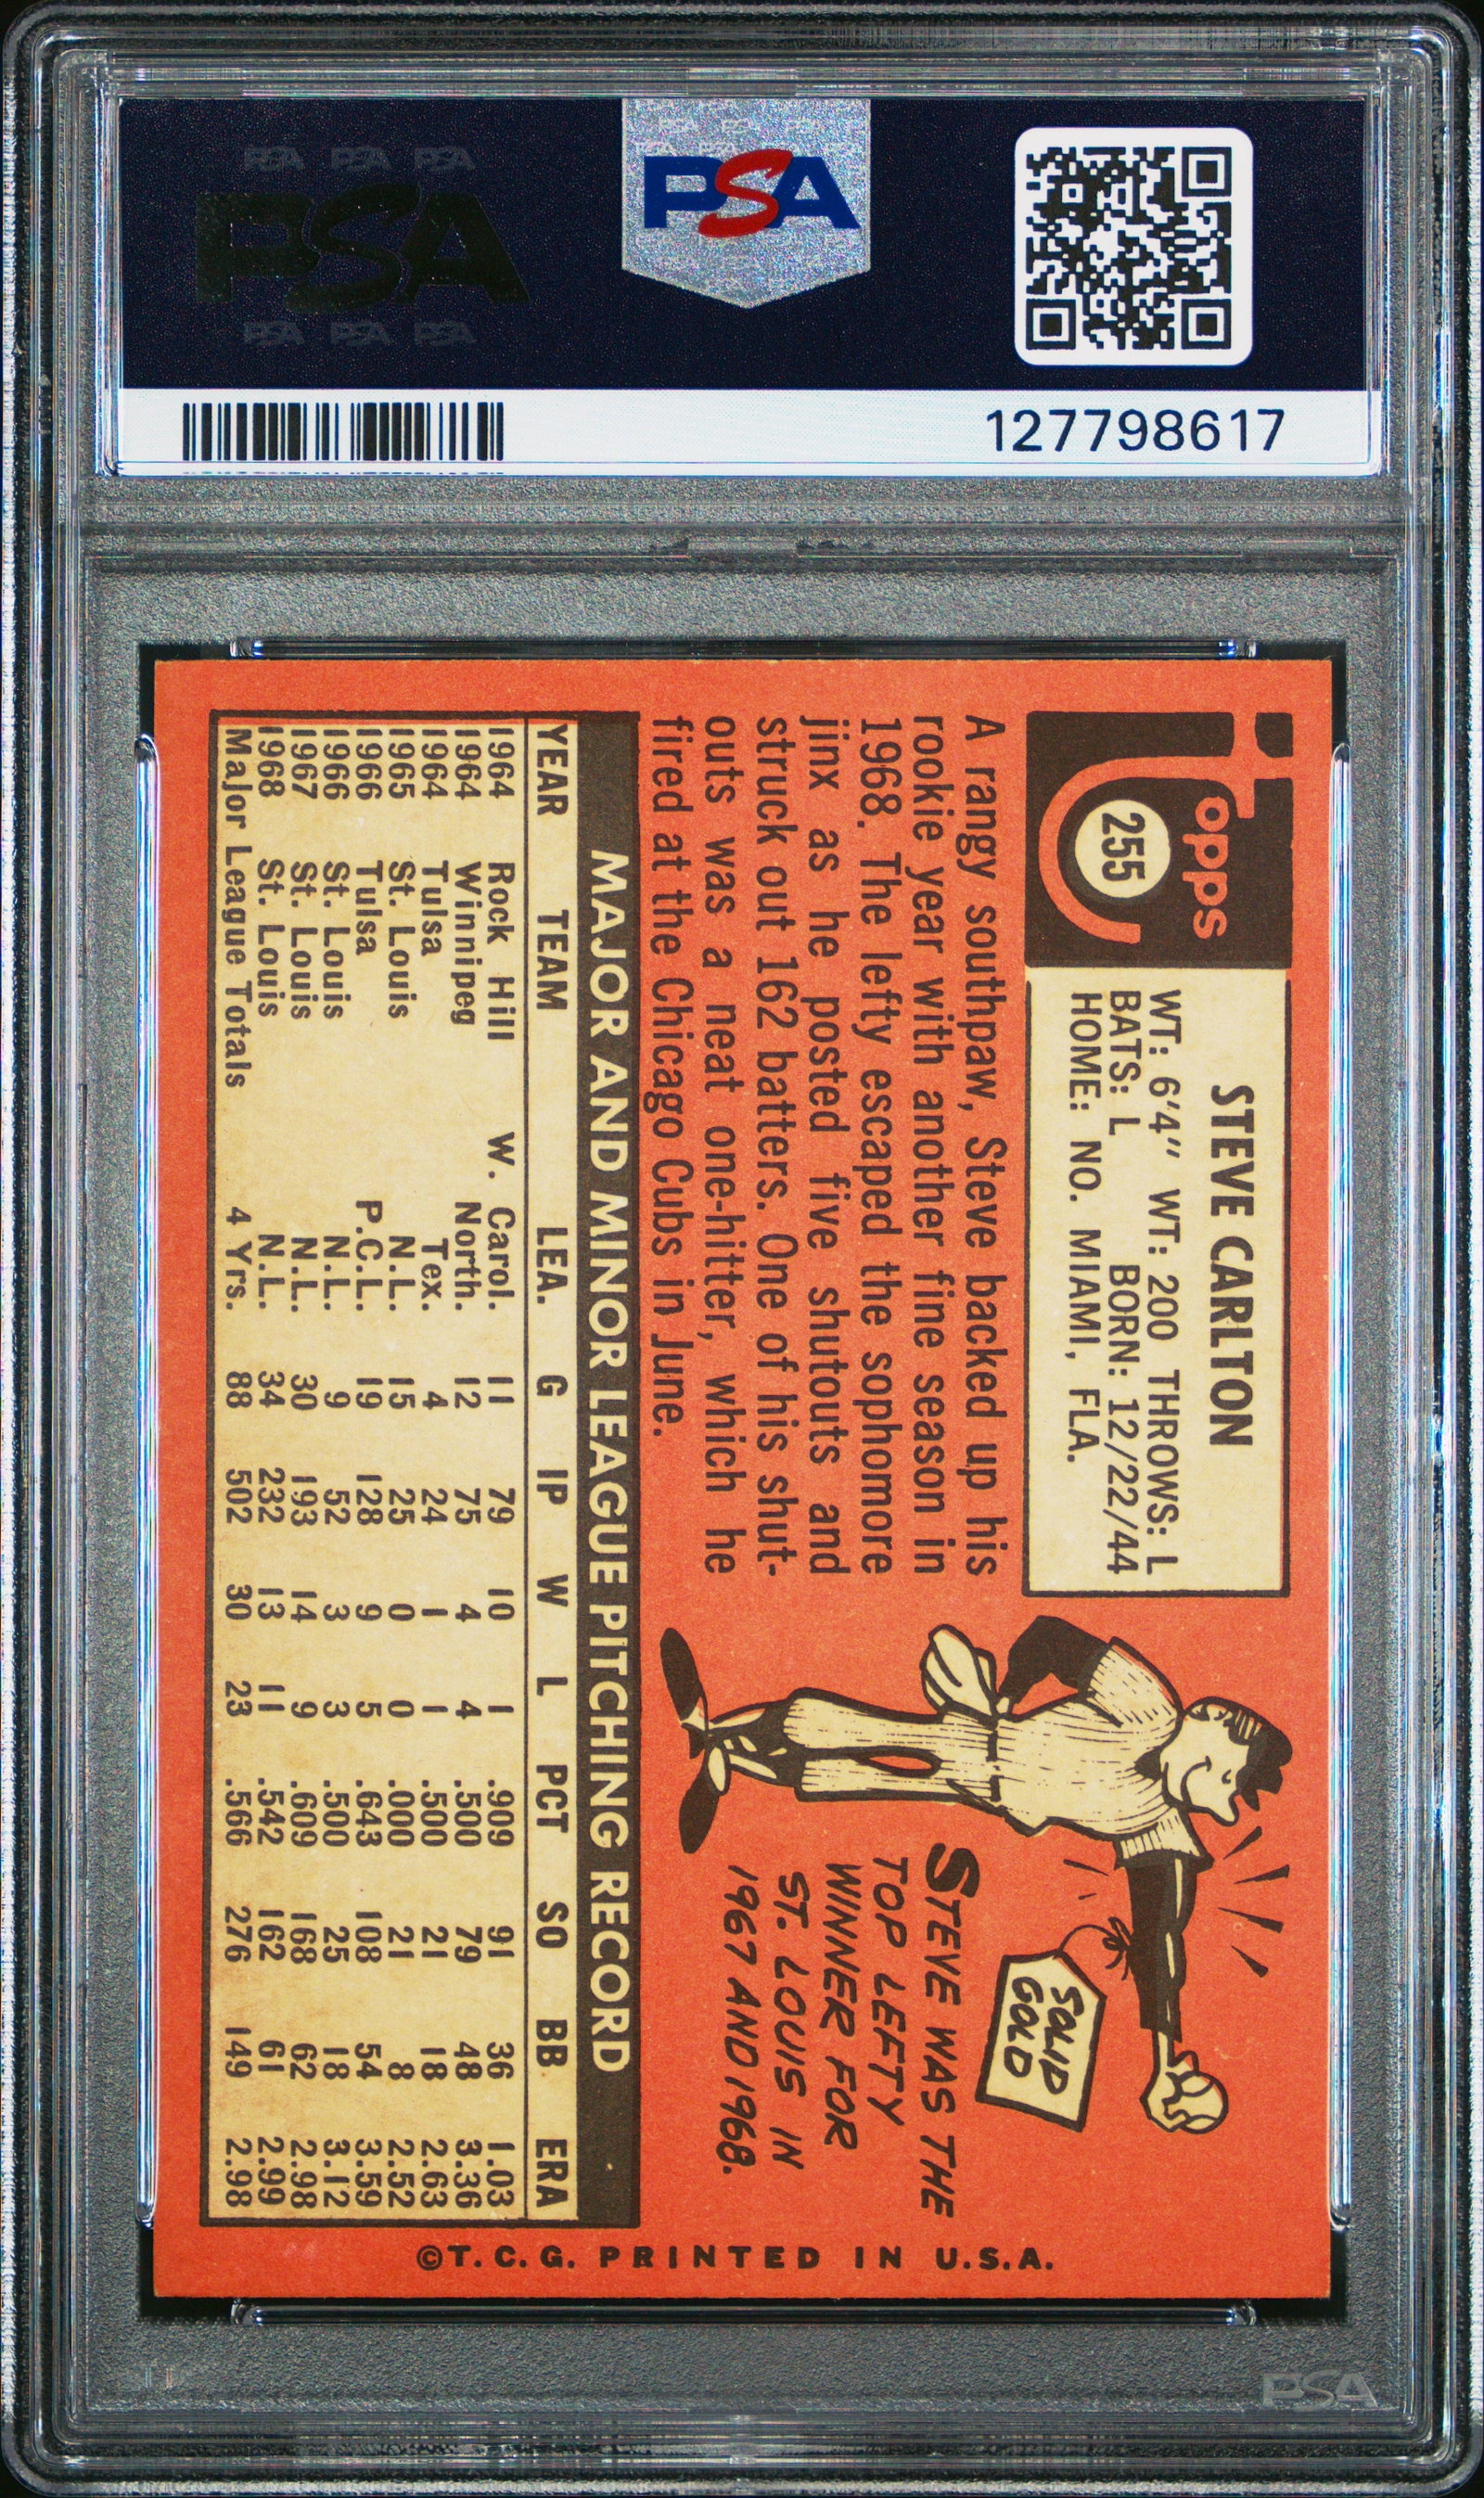 PSA PSA PSA
PSA
PSA PSA PSA
PSA
127798617
Topps
255
STEVE CARLTON
WT: 6'4" WT: 200 THROWS: L
BATS: L BORN: 12/22/44
HOME: NO. MIAMI, FLA.
A rangy southpaw, Steve backed up his
rookie year with another fine season in
1968. The lefty escaped the sophomore
jinx as he posted five shutouts and
struck out 162 batters. One of his shut-
outs was a neat one-hitter, which he
fired at the Chicago Cubs in June.
SOLID
GOLD
STEVE WAS THE
TOP LEFTY
WINNER FOR
ST. LOUIS IN
1967 AND 1968.
MAJOR AND MINOR LEAGUE PITCHING RECORD
YEAR TEAM LEA. G IP W L PCT SO BB ERA
1964 Rock Hill W. Carol. 11 79 10 1 .909 91 36 1.03
1964 Winnipeg North. 12 75 4 4 .500 79 48 3.36
1964 Tulsa Tex. 4 24 1 1 .500 21 18 2.63
1965 St. Louis N.L. 15 25 0 0 .000 21 8 2.52
1966 Tulsa P.C.L. 19 128 9 5 .643 108 54 3.59
1966 St. Louis N.L. 9 52 3 3 .500 25 18 3.12
1967 St. Louis N.L. 30 193 14 9 .609 168 62 2.98
1968 St. Louis N.L. 34 232 13 11 .542 162 61 2.99
Major League Totals 4 Yrs. 88 502 30 23 .566 276 149 2.98
©T.C.G. PRINTED IN U.S.A.
PSA